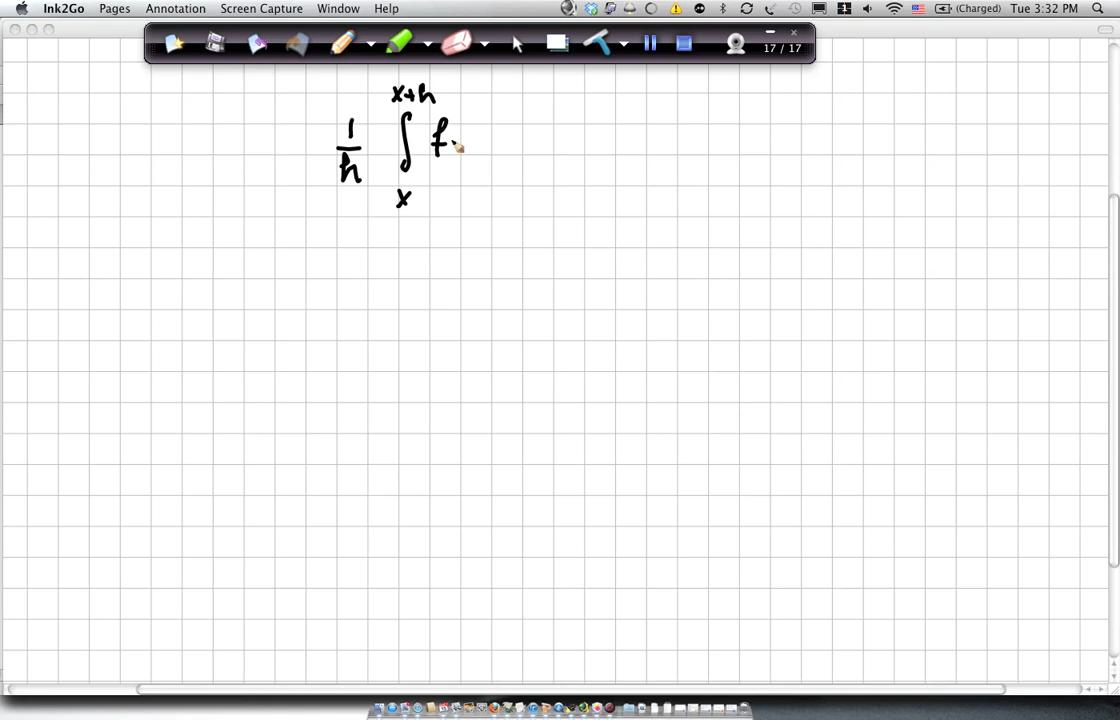 Ink2Go Pages Annotation Screen Capture Window Help (Charged) Tue 3:32 PM
17 / 17
x+h
1/h ∫ f
x